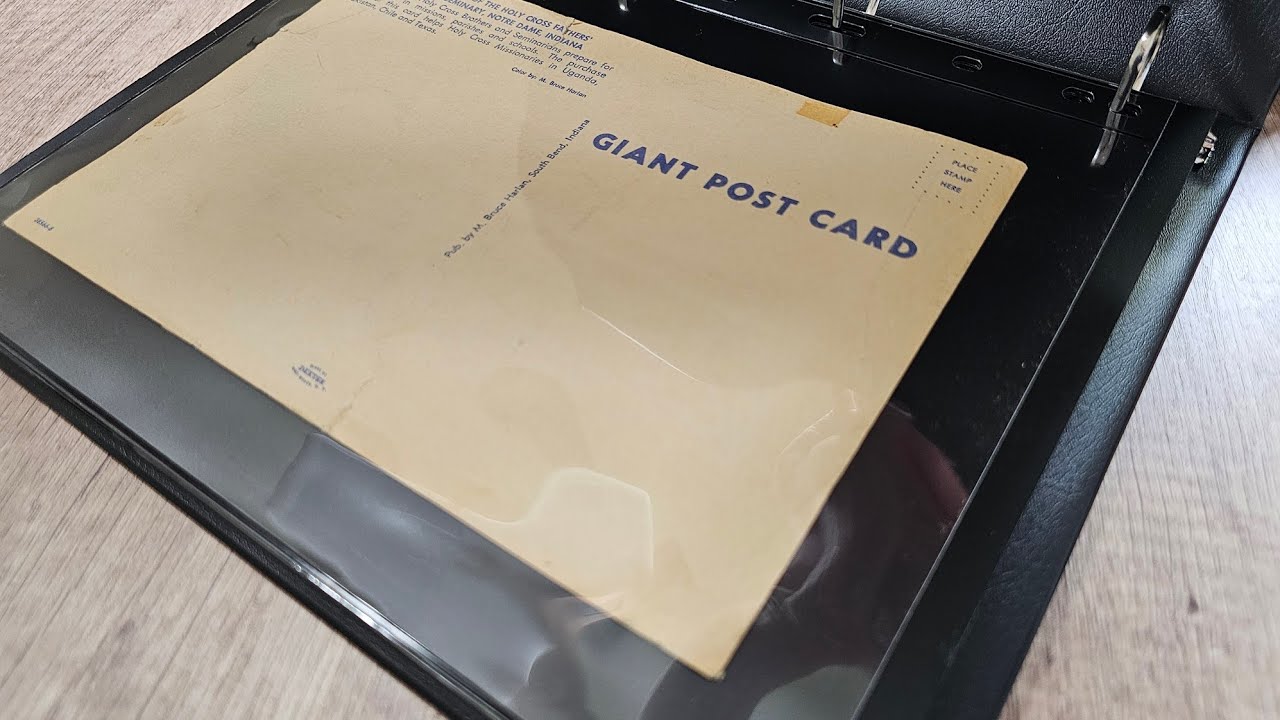 THE HOLY CROSS FATHERS'
SEMINARY, NOTRE DAME, INDIANA
Cross Brothers and Seminarians prepare for
in missions, parishes and schools. The purchase
this card helps Holy Cross Missionaries in Uganda,
Chile and Texas.
Color by: M. Bruce Harlan
Pub. by M. Bruce Harlan, South Bend, Indiana
GIANT POST CARD
PLACE
STAMP
HERE
DEXTER